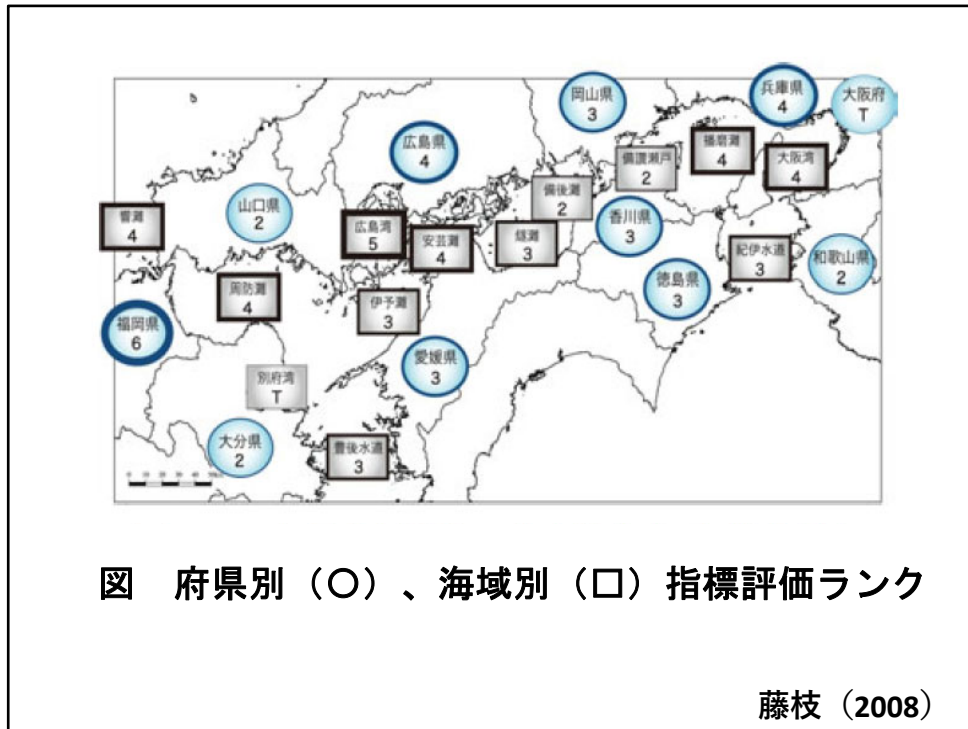 岡山県
3
兵庫県
4
大阪府
T
広島県
4
播磨灘
4
備讃瀬戸
2
大阪湾
4
備後灘
2
山口県
2
響灘
4
広島湾
5
安芸灘
4
燧灘
3
香川県
3
紀伊水道
3
和歌山県
2
周防灘
4
伊予灘
3
徳島県
3
福岡県
6
愛媛県
3
別府湾
T
大分県
2
豊後水道
3
0 10 20 30 40
図 府県別（○）、海域別（□）指標評価ランク
藤枝（2008）